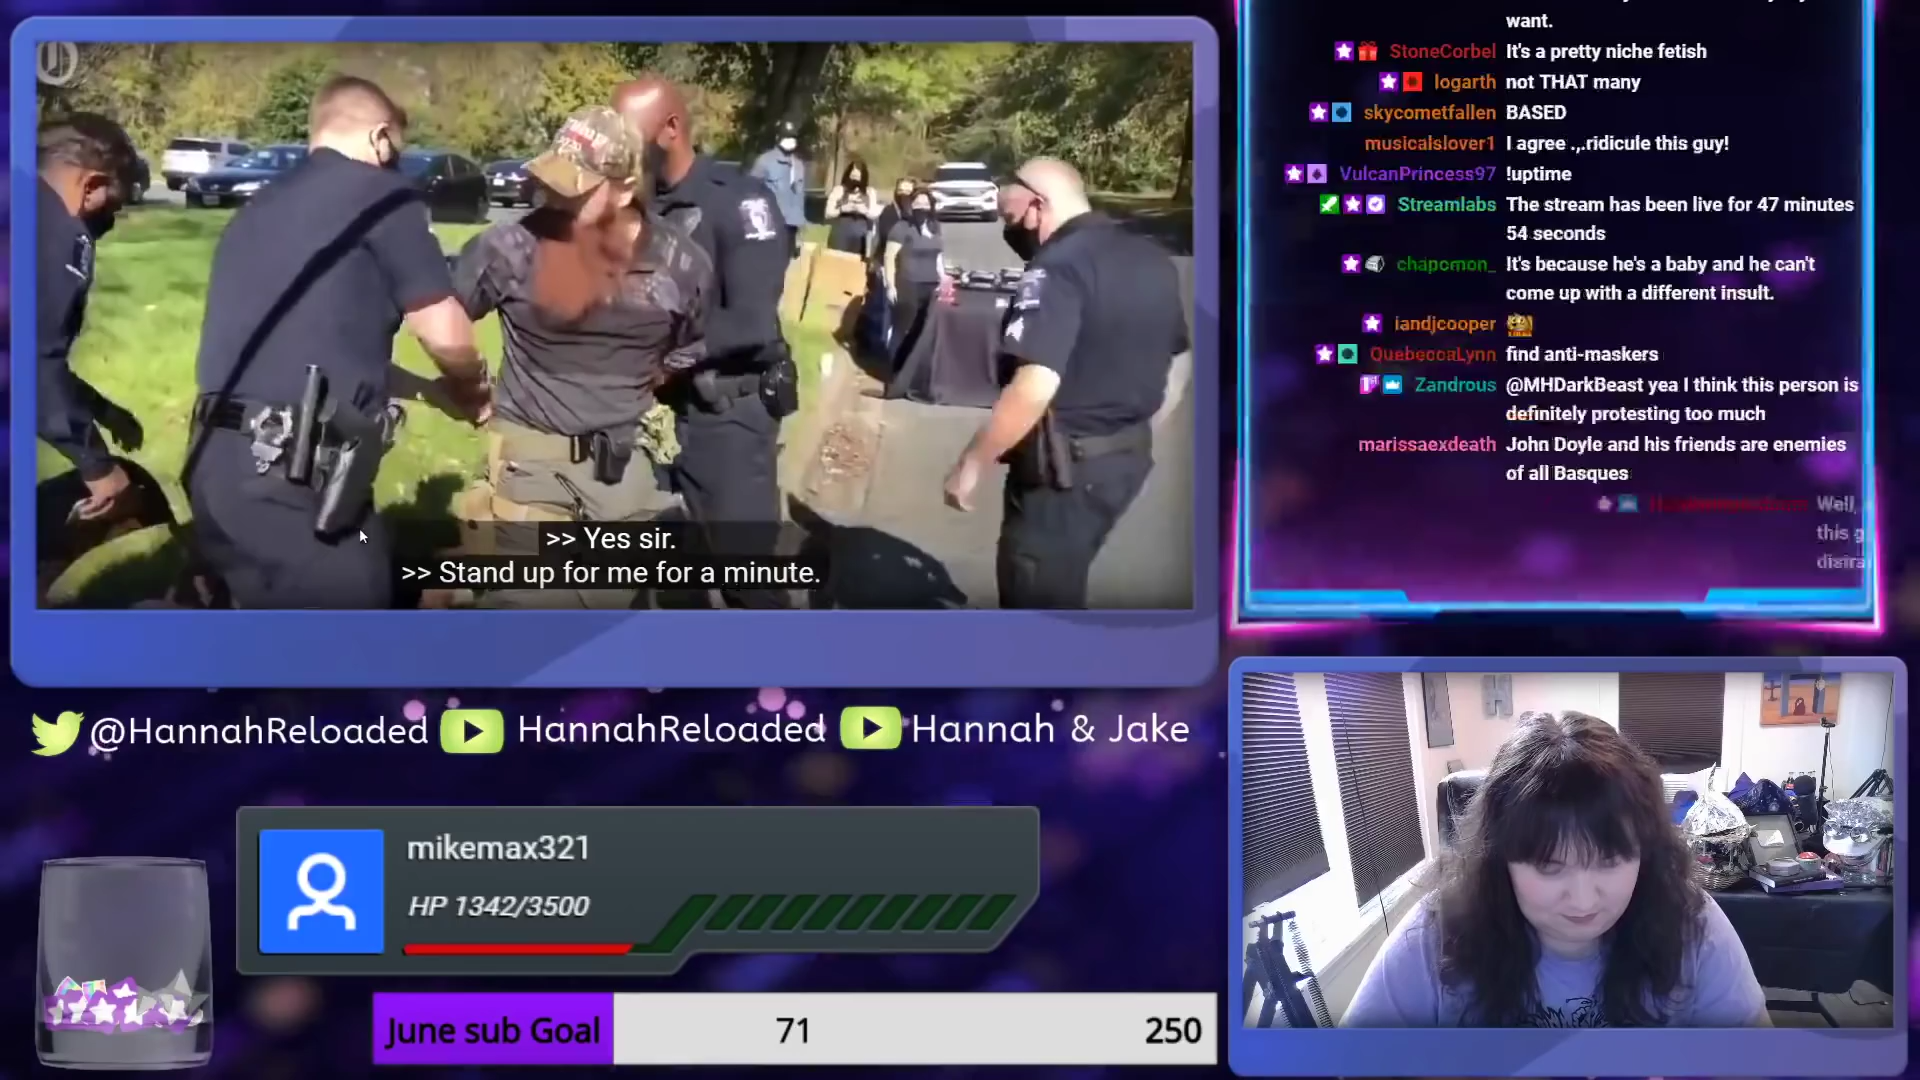 want.
StoneCorbel It's a pretty niche fetish
logarth not THAT many
skycometfallen BASED
musicalslover1 I agree .,.ridicule this guy!
VulcanPrincess97 !uptime
Streamlabs The stream has been live for 47 minutes
54 seconds
chapomon_ It's because he's a baby and he can't
come up with a different insult.
iandjcooper
QuebeccaLynn find anti-maskers
Zandrous @MHDarkBeast yea I think this person is
definitely protesting too much
marissaexdeath John Doyle and his friends are enemies
of all Basques
Well,
this g
>> Yes sir.
>> Stand up for me for a minute.
@HannahReloaded HannahReloaded Hannah & Jake
mikemax321
HP 1342/3500
June sub Goal 71 250